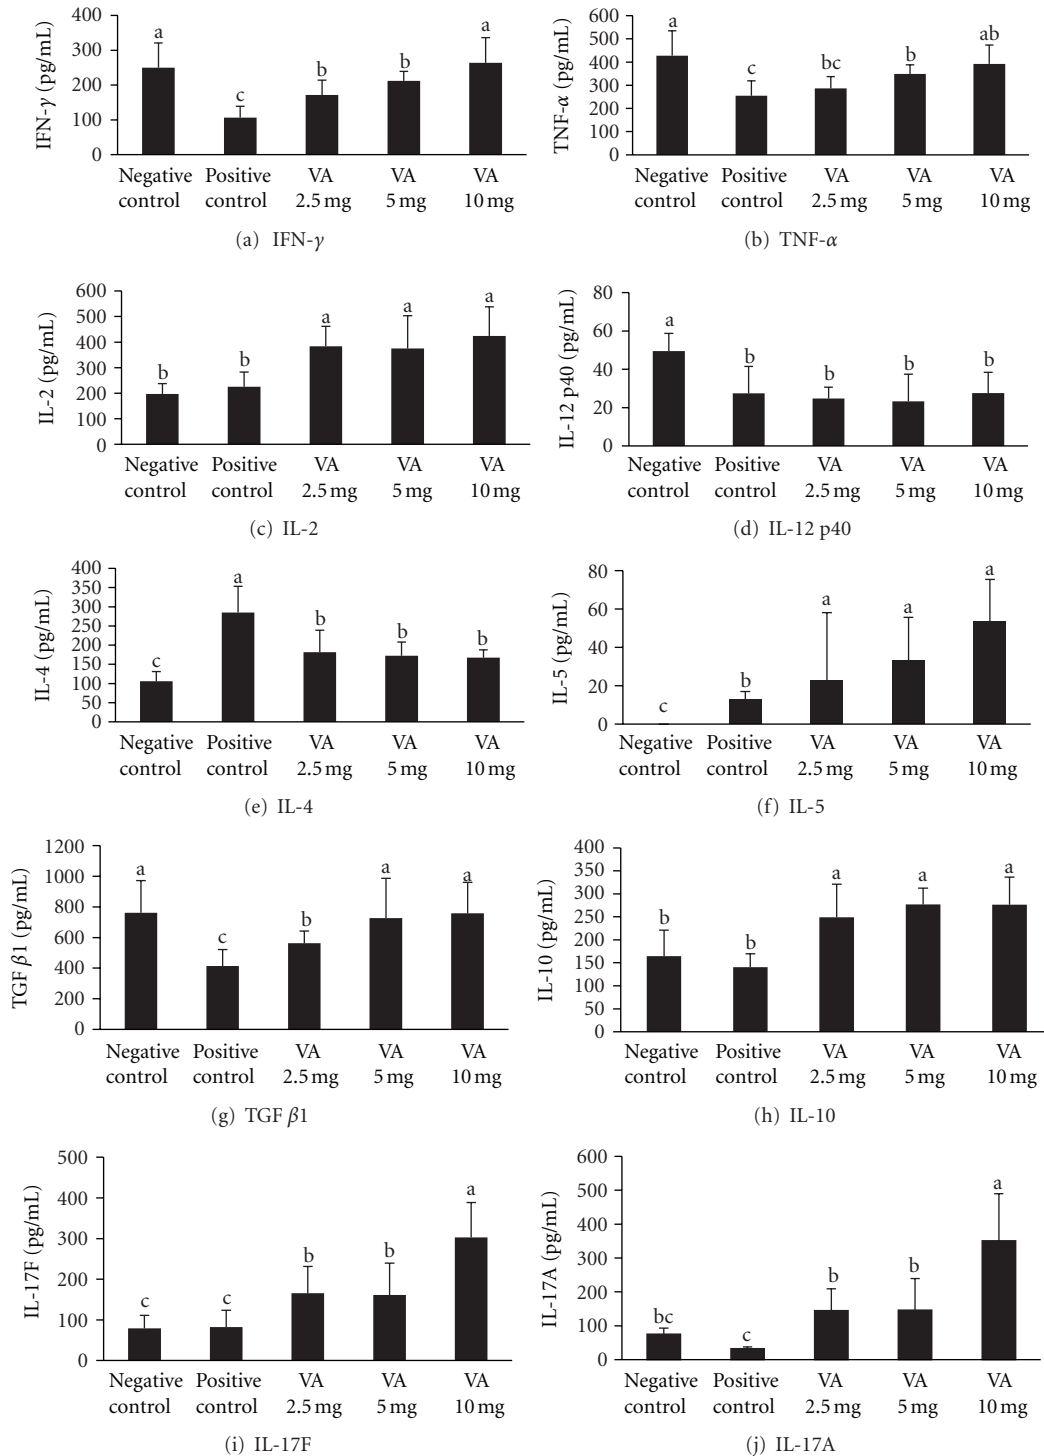 IFN-γ (pg/mL)
400
300
200
100
0
a
c
b
b
a
Negative
control
Positive
control
VA
2.5 mg
VA
5 mg
VA
10 mg
(a) IFN-γ
TNF-α (pg/mL)
600
500
400
300
200
100
0
a
c
bc
b
ab
Negative
control
Positive
control
VA
2.5 mg
VA
5 mg
VA
10 mg
(b) TNF-α
IL-2 (pg/mL)
600
500
400
300
200
100
0
b
b
a
a
a
Negative
control
Positive
control
VA
2.5 mg
VA
5 mg
VA
10 mg
(c) IL-2
IL-12 p40 (pg/mL)
80
60
40
20
0
a
b
b
b
b
Negative
control
Positive
control
VA
2.5 mg
VA
5 mg
VA
10 mg
(d) IL-12 p40
IL-4 (pg/mL)
400
350
300
250
200
150
100
50
0
c
a
b
b
b
Negative
control
Positive
control
VA
2.5 mg
VA
5 mg
VA
10 mg
(e) IL-4
IL-5 (pg/mL)
80
60
40
20
0
c
b
a
a
a
Negative
control
Positive
control
VA
2.5 mg
VA
5 mg
VA
10 mg
(f) IL-5
TGF β1 (pg/mL)
1200
1000
800
600
400
200
0
a
c
b
a
a
Negative
control
Positive
control
VA
2.5 mg
VA
5 mg
VA
10 mg
(g) TGF β1
IL-10 (pg/mL)
400
350
300
250
200
150
100
50
0
b
b
a
a
a
Negative
control
Positive
control
VA
2.5 mg
VA
5 mg
VA
10 mg
(h) IL-10
IL-17F (pg/mL)
500
400
300
200
100
0
c
c
b
b
a
Negative
control
Positive
control
VA
2.5 mg
VA
5 mg
VA
10 mg
(i) IL-17F
IL-17A (pg/mL)
600
500
400
300
200
100
0
bc
c
b
b
a
Negative
control
Positive
control
VA
2.5 mg
VA
5 mg
VA
10 mg
(j) IL-17A